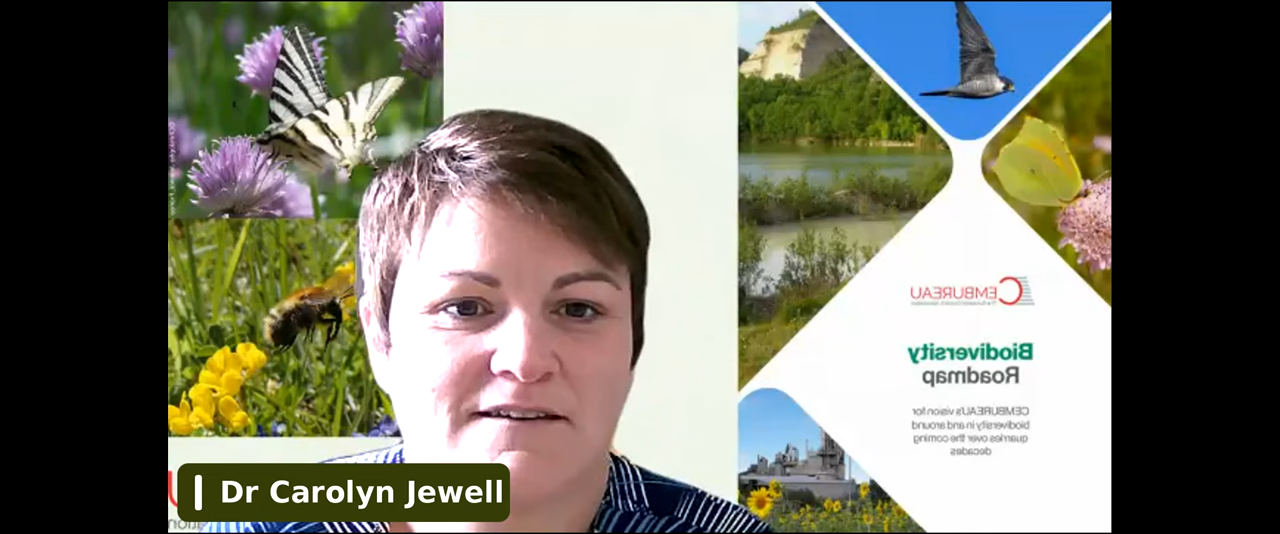 CEMBUREAU
Biodiversity
Roadmap
CEMBUREAU's vision for
biodiversity in and around
quarries over the coming
decades
Dr Carolyn Jewell